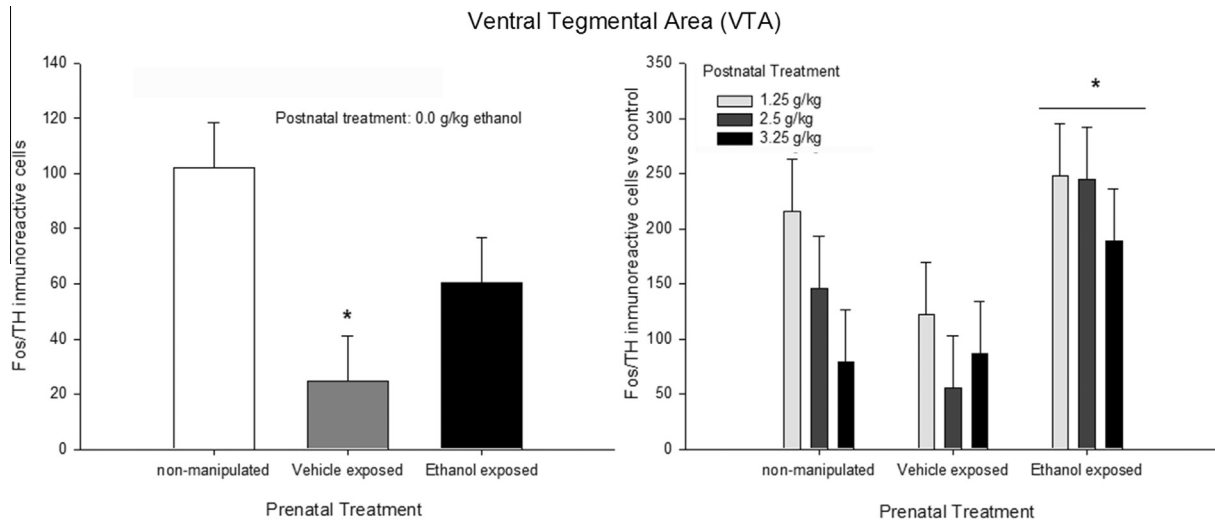 Ventral Tegmental Area (VTA)
Fos/TH inmunoreactive cells
140
120
100
80
60
40
20
0
Postnatal treatment: 0.0 g/kg ethanol
*
non-manipulated
Vehicle exposed
Ethanol exposed
Prenatal Treatment
Fos/TH inmunoreactive cells vs control
350
300
250
200
150
100
50
0
Postnatal Treatment
1.25 g/kg
2.5 g/kg
3.25 g/kg
*
non-manipulated
Vehicle exposed
Ethanol exposed
Prenatal Treatment